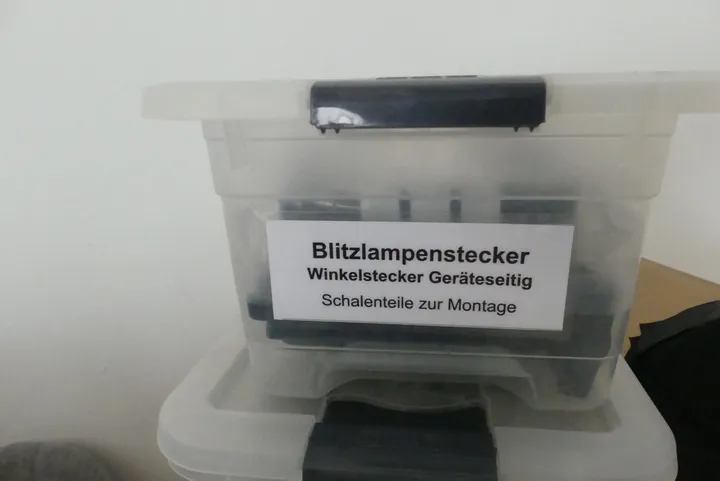 Blitzlampenstecker
Winkelstecker Geräteseitig
Schalenteile zur Montage